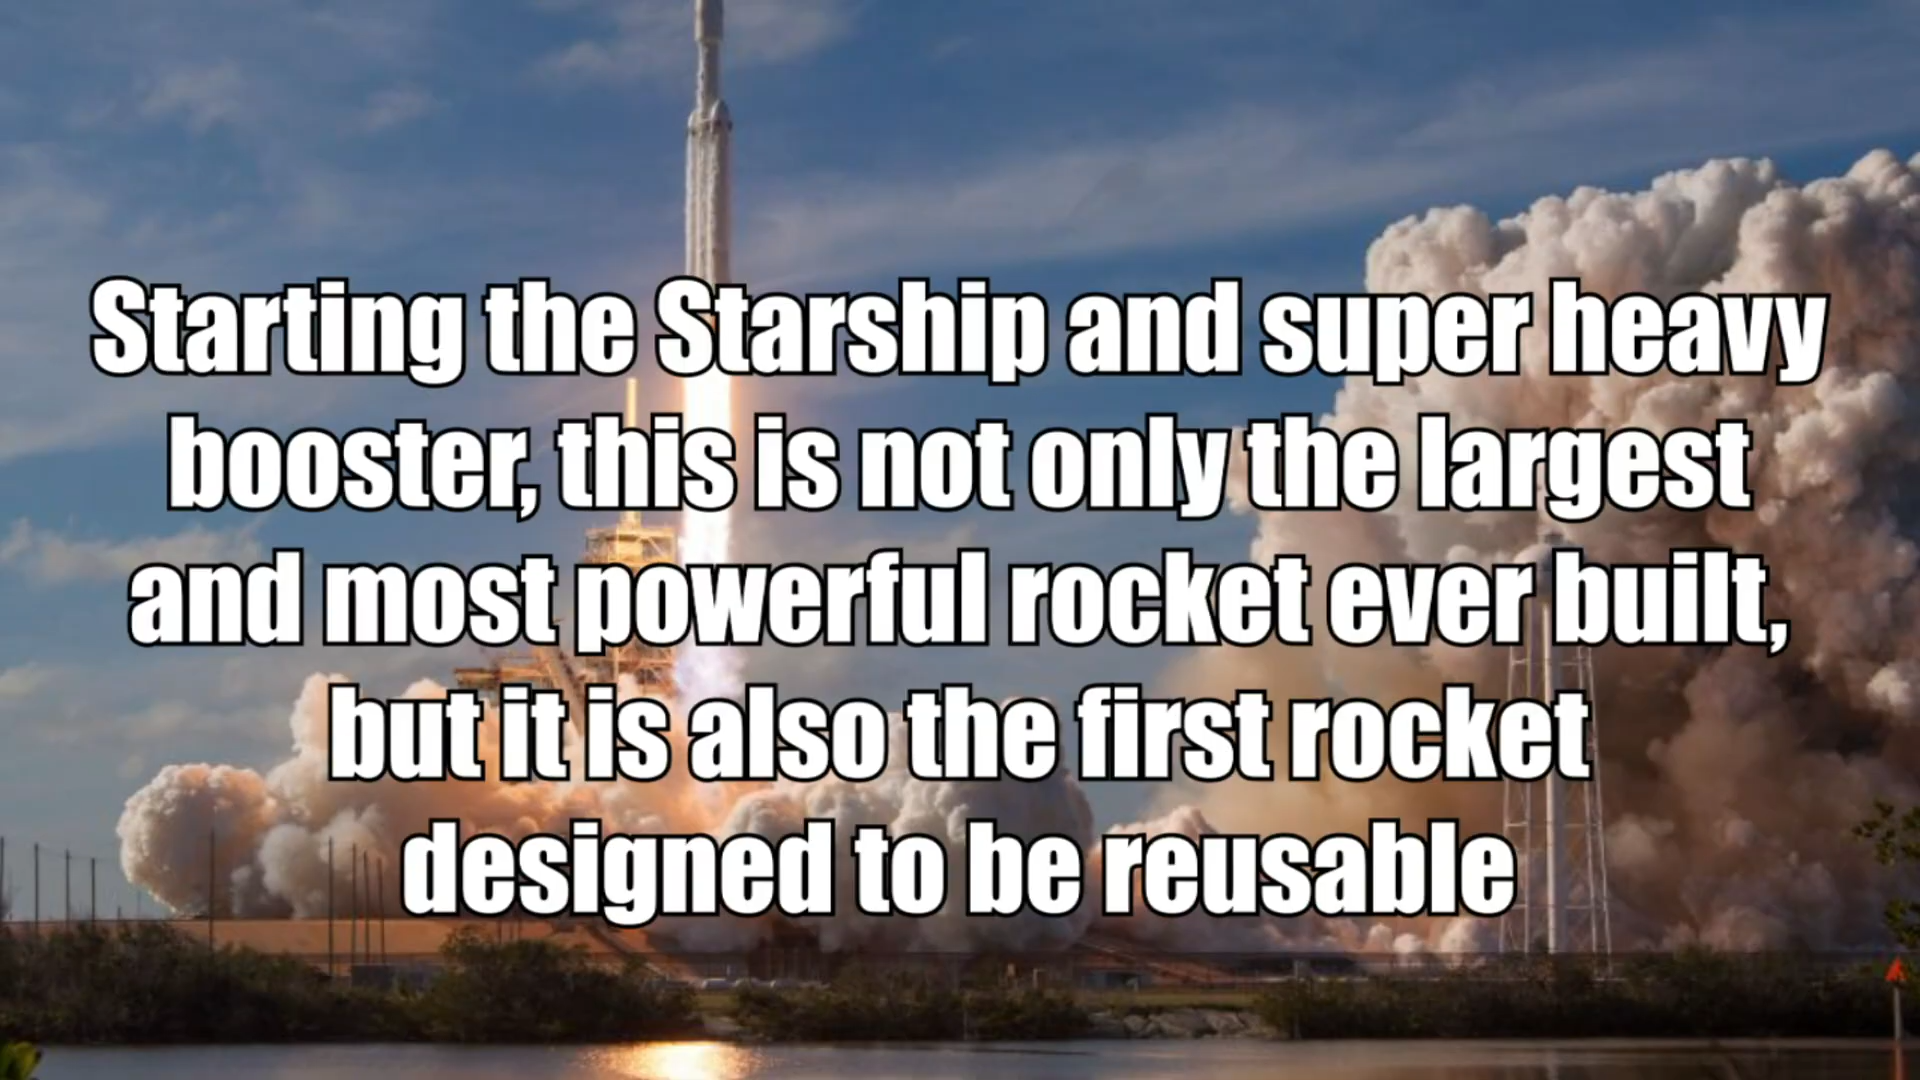 Starting the Starship and super heavy
booster, this is not only the largest
and most powerful rocket ever built,
but it is also the first rocket
designed to be reusable